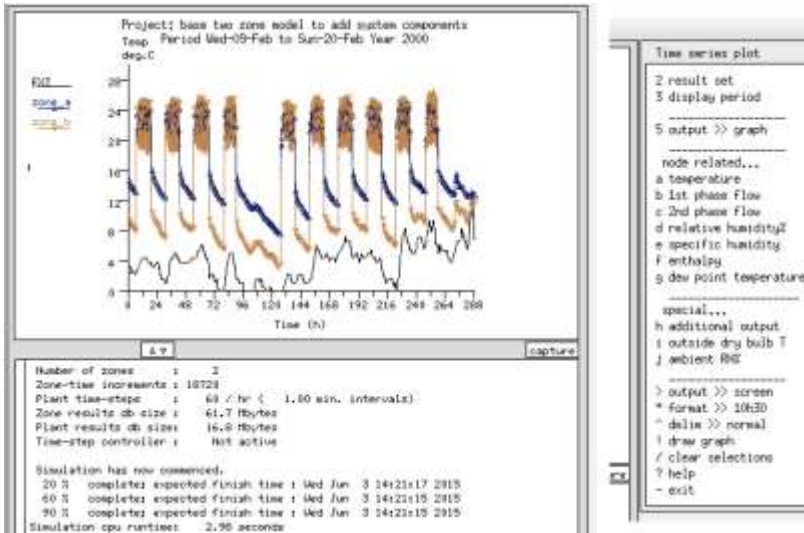 Project: base two zone model to add system components
Temp Period Wed-09-Feb to Sun-20-Feb Year 2000
deg.C
EXT
zone_a
zone_b
28
24
20
16
12
8
4
0
0 24 48 72 96 120 144 168 192 216 240 264 288
Time (h)
capture
Number of zones : 2
Zone-time increments : 18720
Plant time-steps : 60 / hr ( 1.00 min. intervals)
Zone results db size : 61.7 Mbytes
Plant results db size: 16.8 Mbytes
Time-step controller : Not active
Simulation has now commenced.
20 % complete; expected finish time : Wed Jun 3 14:21:17 2015
60 % complete; expected finish time : Wed Jun 3 14:21:15 2015
90 % complete; expected finish time : Wed Jun 3 14:21:15 2015
Simulation cpu runtime: 2.98 seconds
Time series plot
2 result set
3 display period
5 output >> graph
node related...
a temperature
b 1st phase flow
c 2nd phase flow
d relative humidity%
e specific humidity
f enthalpy
g dew point temperature
special...
h additional output
i outside dry bulb T
j ambient RH%
> output >> screen
* format >> 10h30
^ delim >> normal
! draw graph
/ clear selections
? help
- exit